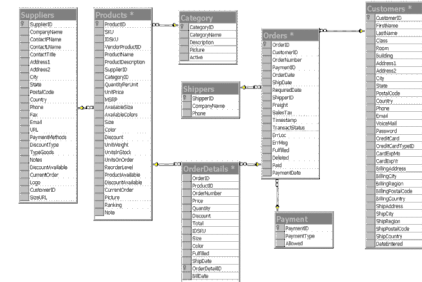 Suppliers *
SupplierID
CompanyName
ContactFName
ContactLName
ContactTitle
Address1
Address2
City
State
PostalCode
Country
Phone
Fax
Email
URL
PaymentMethods
DiscountType
TypeGoods
Notes
DiscountAvailable
CurrentOrder
Logo
CustomerID
SizeURL
Products *
ProductID
SKU
IDSKU
VendorProductID
ProductName
ProductDescription
SupplierID
CategoryID
QuantityPerUnit
UnitPrice
MSRP
AvailableSize
AvailableColors
Size
Color
Discount
UnitWeight
UnitsInStock
UnitsOnOrder
ReorderLevel
ProductAvailable
DiscountAvailable
CurrentOrder
Picture
Ranking
Note
Category
CategoryID
CategoryName
Description
Picture
Active
Shippers
ShipperID
CompanyName
Phone
OrderDetails *
OrderID
ProductID
OrderNumber
Price
Quantity
Discount
Total
IDSKU
Size
Color
Fulfilled
ShipDate
OrderDetailID
BillDate
Orders *
OrderID
CustomerID
OrderNumber
PaymentID
OrderDate
ShipDate
RequiredDate
ShipperID
Freight
SalesTax
Timestamp
TransactStatus
ErrLoc
ErrMsg
Fulfilled
Deleted
Paid
PaymentDate
Payment
PaymentID
PaymentType
Allowed
Customers *
CustomerID
FirstName
LastName
Class
Room
Building
Address1
Address2
City
State
PostalCode
Country
Phone
Email
VoiceMail
Password
CreditCard
CreditCardTypeID
CardExpMo
CardExpYr
BillingAddress
BillingCity
BillingRegion
BillingPostalCode
BillingCountry
ShipAddress
ShipCity
ShipRegion
ShipPostalCode
ShipCountry
DateEntered